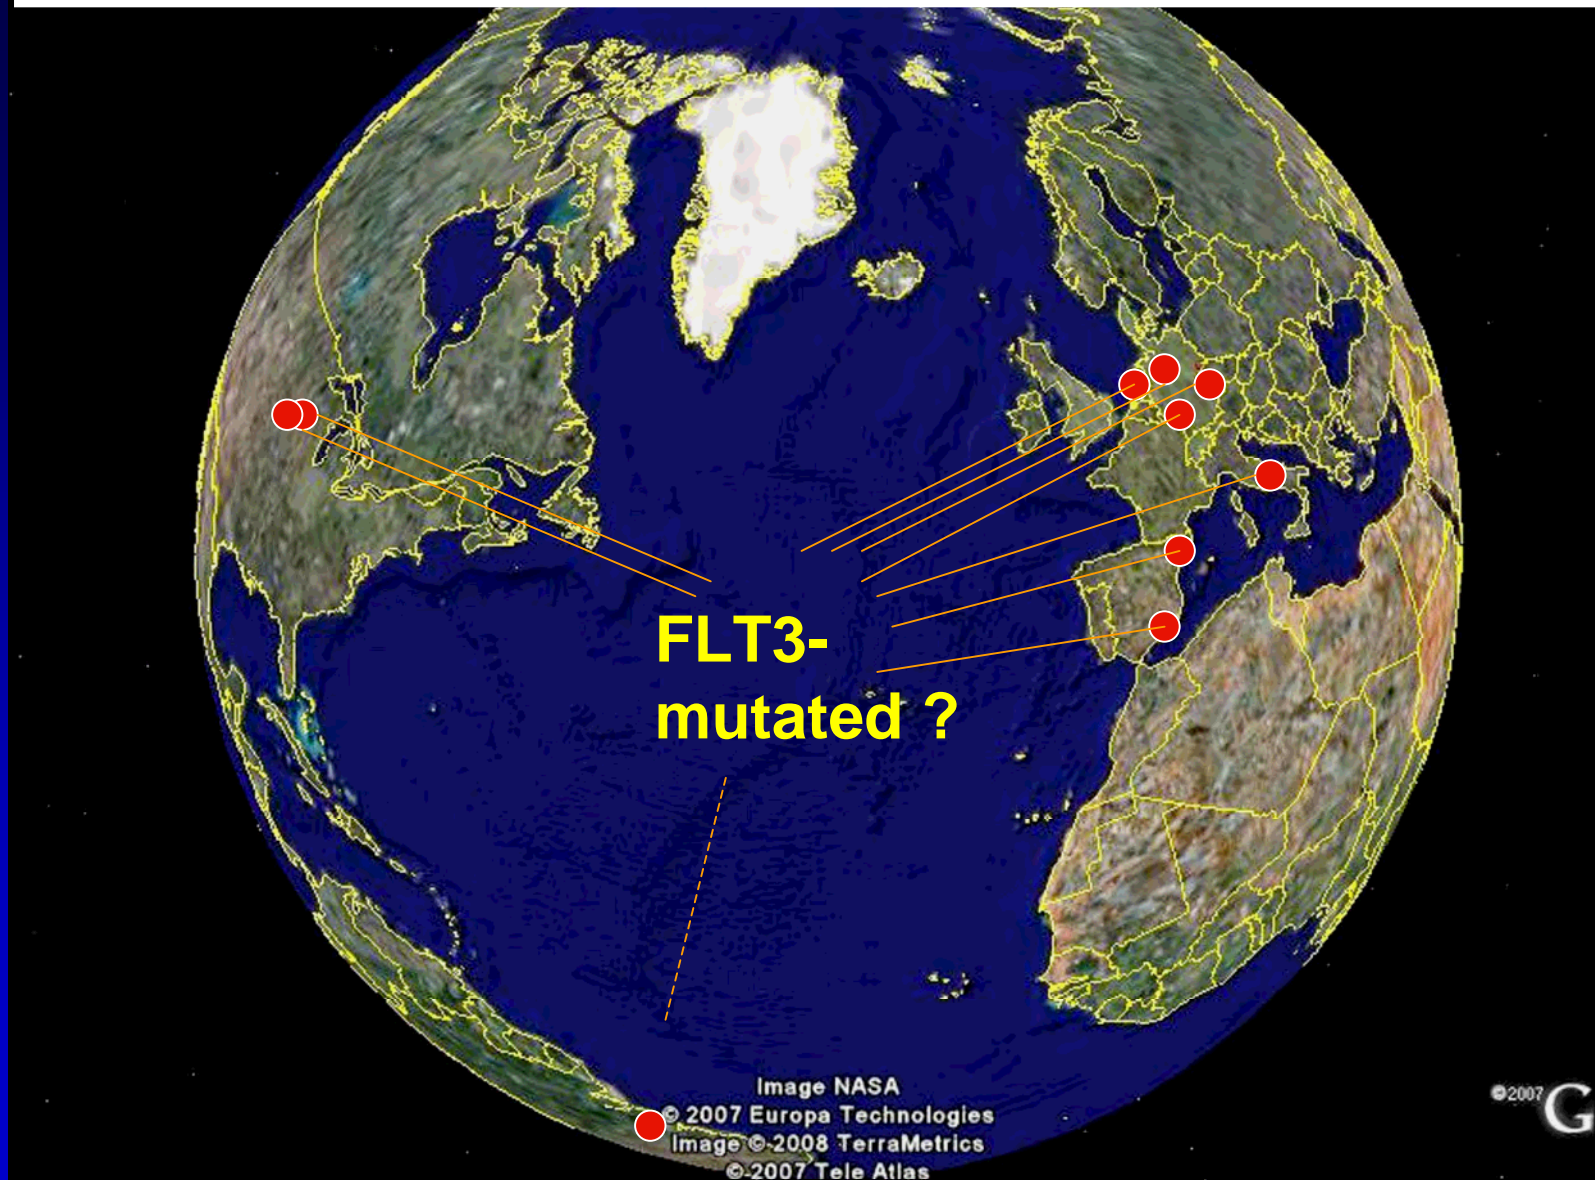 FLT3-
mutated ?
Image NASA
© 2007 Europa Technologies
Image © 2008 TerraMetrics
© 2007 Tele Atlas
©2007 G